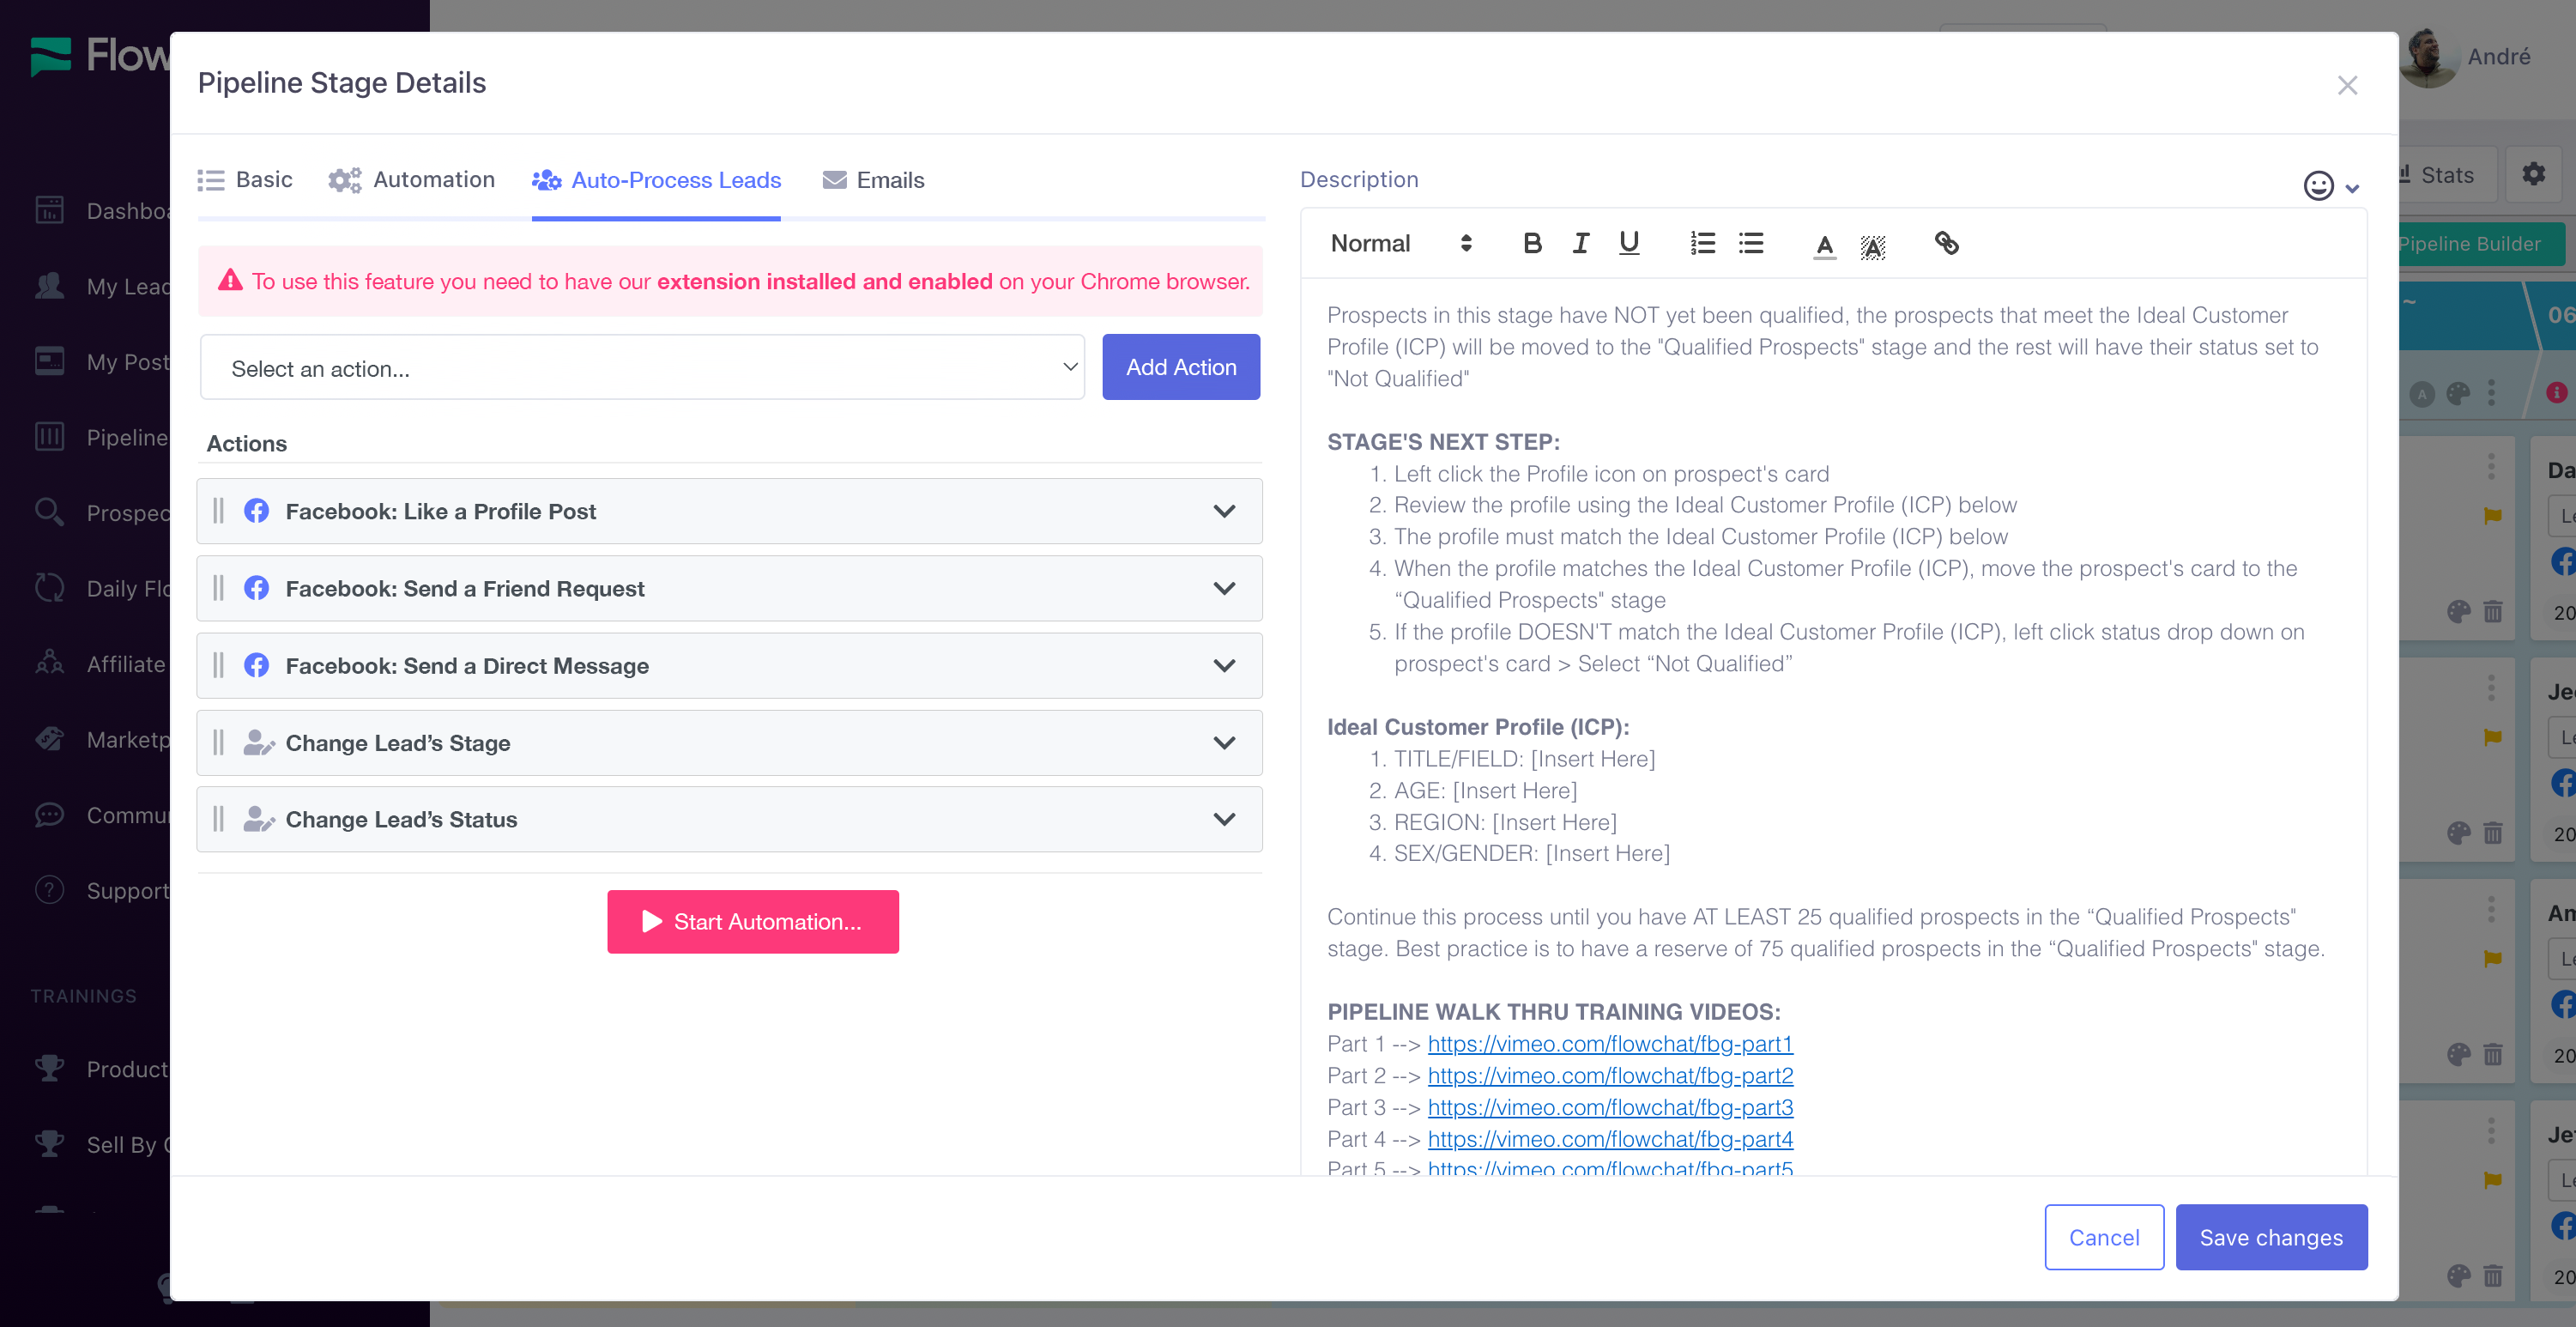 Flow
André
Pipeline Stage Details
Basic
Automation
Auto-Process Leads
Emails
To use this feature you need to have our extension installed and enabled on your Chrome browser.
Select an action...
Add Action
Actions
Facebook: Like a Profile Post
Facebook: Send a Friend Request
Facebook: Send a Direct Message
Change Lead’s Stage
Change Lead’s Status
Start Automation...
Description
Normal
Prospects in this stage have NOT yet been qualified, the prospects that meet the Ideal Customer
Profile (ICP) will be moved to the "Qualified Prospects" stage and the rest will have their status set to
"Not Qualified"
STAGE'S NEXT STEP:
1. Left click the Profile icon on prospect's card
2. Review the profile using the Ideal Customer Profile (ICP) below
3. The profile must match the Ideal Customer Profile (ICP) below
4. When the profile matches the Ideal Customer Profile (ICP), move the prospect's card to the
“Qualified Prospects" stage
5. If the profile DOESN'T match the Ideal Customer Profile (ICP), left click status drop down on
prospect's card > Select “Not Qualified”
Ideal Customer Profile (ICP):
1. TITLE/FIELD: [Insert Here]
2. AGE: [Insert Here]
3. REGION: [Insert Here]
4. SEX/GENDER: [Insert Here]
Continue this process until you have AT LEAST 25 qualified prospects in the “Qualified Prospects"
stage. Best practice is to have a reserve of 75 qualified prospects in the “Qualified Prospects" stage.
PIPELINE WALK THRU TRAINING VIDEOS:
Part 1 --> https://vimeo.com/flowchat/fbg-part1
Part 2 --> https://vimeo.com/flowchat/fbg-part2
Part 3 --> https://vimeo.com/flowchat/fbg-part3
Part 4 --> https://vimeo.com/flowchat/fbg-part4
Part 5 --> https://vimeo.com/flowchat/fbg-part5
Cancel
Save changes
Dashboa
My Lead
My Post
Pipeline
Prospec
Daily Flo
Affiliate
Marketp
Commun
Support
TRAININGS
Product
Sell By
Stats
Pipeline Builder
~
06
A
Da
Le
20
Je
Le
20
Am
Le
20
Je
Le
20